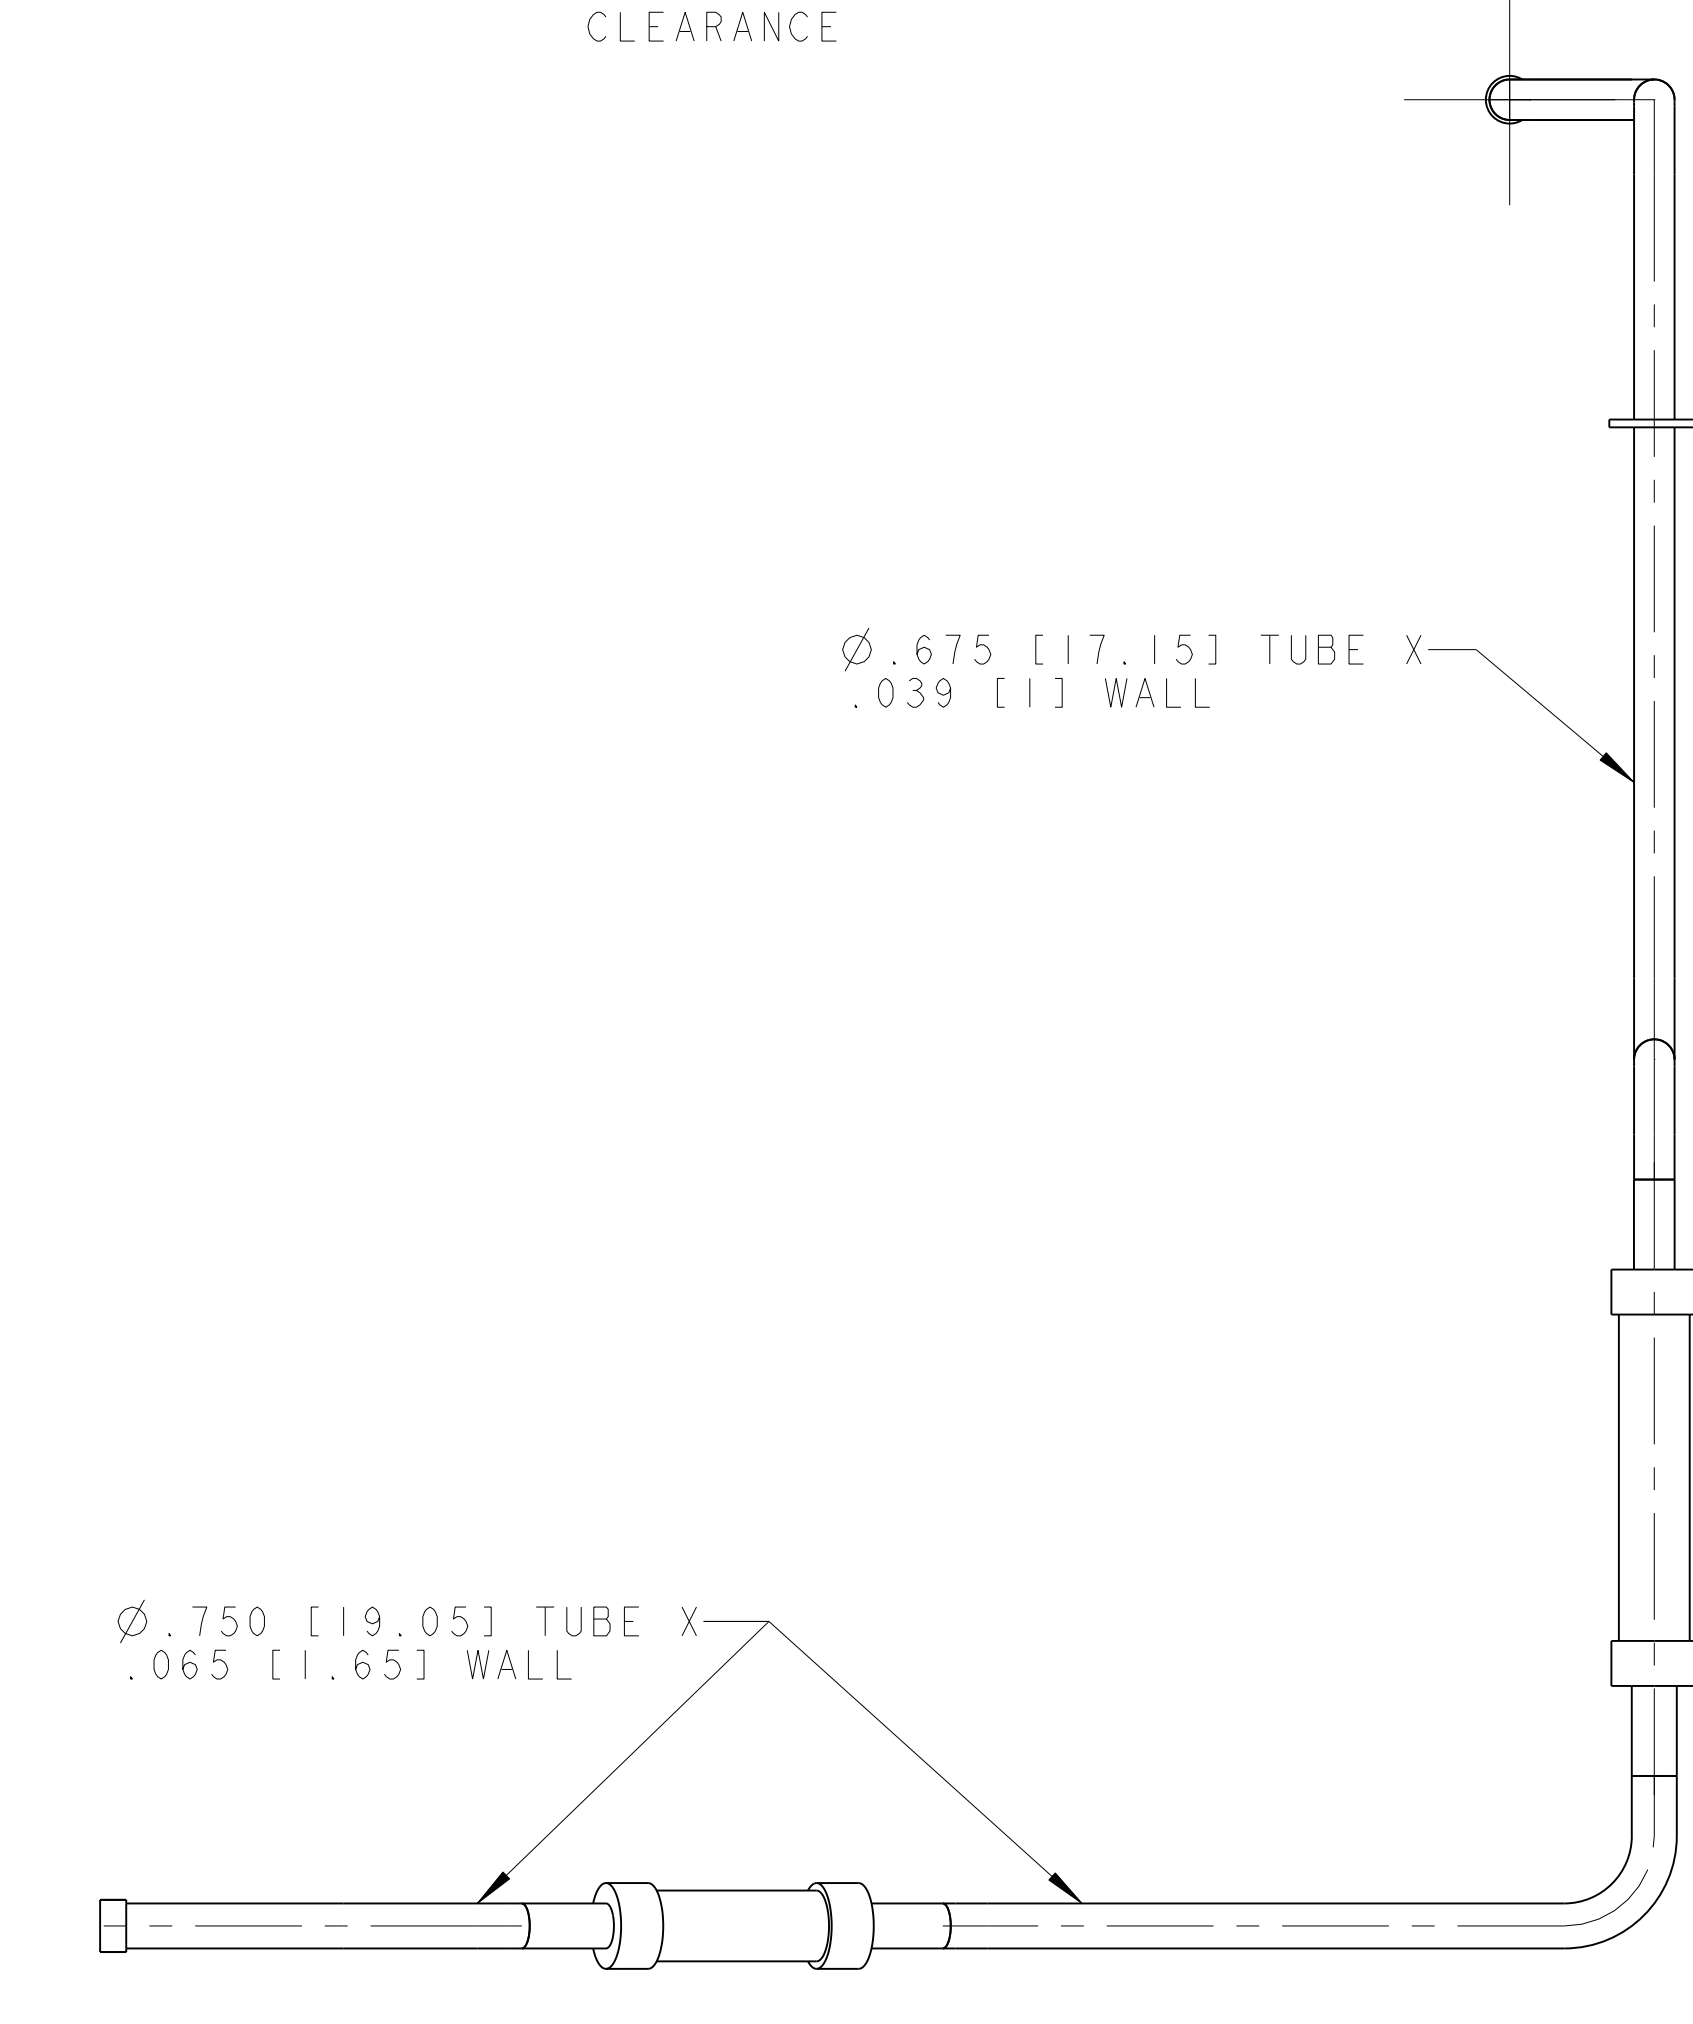 CLEARANCE
Ø.675 [17.15] TUBE X
.039 [1] WALL
Ø.750 [19.05] TUBE X
.065 [1.65] WALL